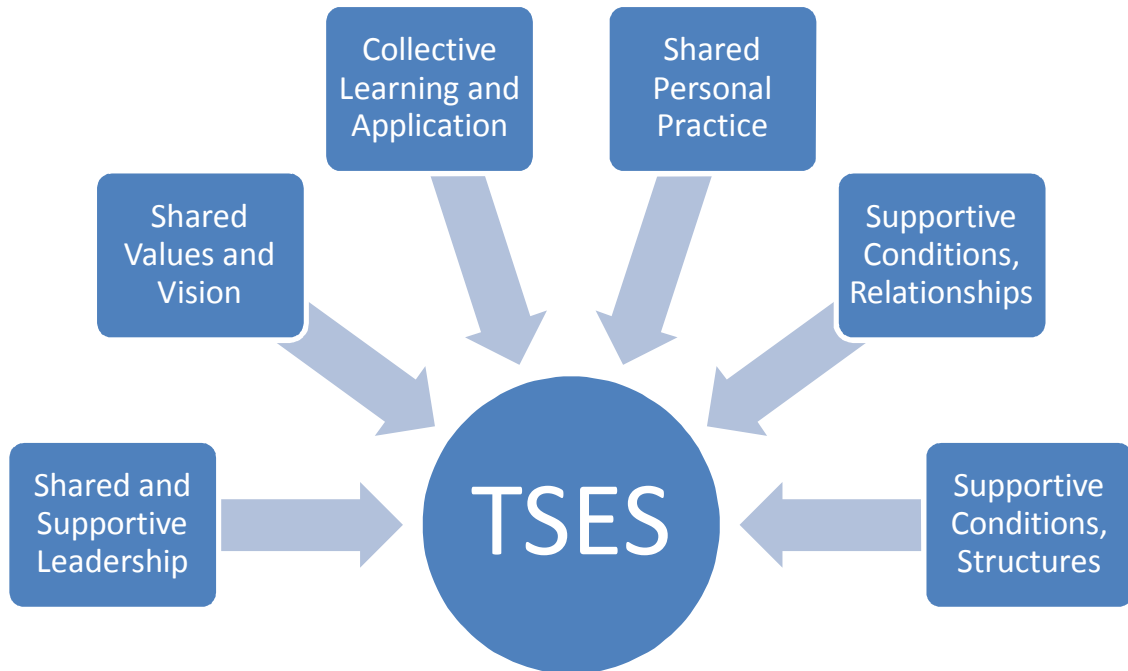 Collective
Learning and
Application
Shared
Personal
Practice
Shared
Values and
Vision
Supportive
Conditions,
Relationships
Shared and
Supportive
Leadership
TSES
Supportive
Conditions,
Structures